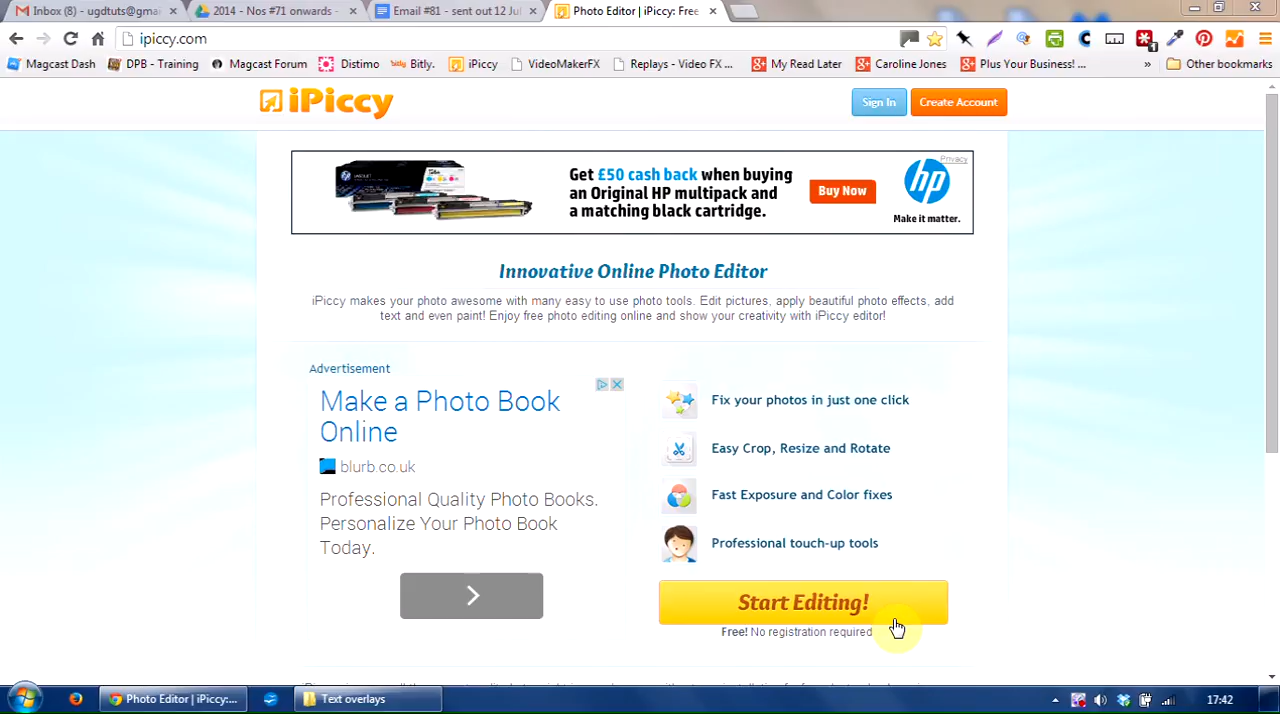 Inbox (8) - ugdtuts@gmai
2014 - Nos #71 onwards -
Email #81 - sent out 12 Jul
Photo Editor | iPiccy: Free
ipiccy.com
Magcast Dash
DPB - Training
Magcast Forum
Distimo
bitly Bitly.
iPiccy
VideoMakerFX
Replays - Video FX ...
My Read Later
Caroline Jones
Plus Your Business! ...
»
Other bookmarks
iPiccy
Sign In
Create Account
Privacy
Get £50 cash back when buying
an Original HP multipack and
a matching black cartridge.
Buy Now
hp
Make it matter.
Innovative Online Photo Editor
iPiccy makes your photo awesome with many easy to use photo tools. Edit pictures, apply beautiful photo effects, add
text and even paint! Enjoy free photo editing online and show your creativity with iPiccy editor!
Advertisement
Make a Photo Book
Online
blurb.co.uk
Professional Quality Photo Books.
Personalize Your Photo Book
Today.
Fix your photos in just one click
Easy Crop, Resize and Rotate
Fast Exposure and Color fixes
Professional touch-up tools
Start Editing!
Free! No registration required
Photo Editor | iPiccy:...
Text overlays
17:42